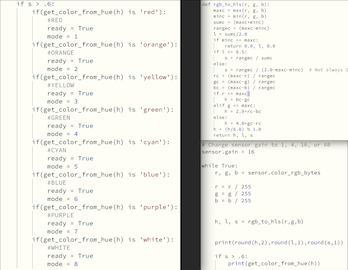 if s > .6:
if(get_color_from_hue(h) is 'red'):
#RED
ready = True
mode = 1
if(get_color_from_hue(h) is 'orange'):
#ORANGE
ready = True
mode = 2
if(get_color_from_hue(h) is 'yellow'):
#YELLOW
ready = True
mode = 3
if(get_color_from_hue(h) is 'green'):
#GREEN
ready = True
mode = 4
if(get_color_from_hue(h) is 'cyan'):
#CYAN
ready = True
mode = 5
if(get_color_from_hue(h) is 'blue'):
#BLUE
ready = True
mode = 6
if(get_color_from_hue(h) is 'purple'):
#PURPLE
ready = True
mode = 7
if(get_color_from_hue(h) is 'white'):
#WHITE
ready = True
mode = 8
def rgb_to_hls(r, g, b):
maxc = max(r, g, b)
minc = min(r, g, b)
sumc = (maxc+minc)
rangec = (maxc-minc)
l = sumc/2.0
if minc == maxc:
return 0.0, l, 0.0
if l <= 0.5:
s = rangec / sumc
else:
s = rangec / (2.0-maxc-minc)
rc = (maxc-r) / rangec
gc = (maxc-g) / rangec
bc = (maxc-b) / rangec
if r == maxc:
h = bc-gc
elif g == maxc:
h = 2.0+rc-bc
else:
h = 4.0+gc-rc
h = (h/6.0) % 1.0
return h, l, s
# Change sensor gain to 1, 4, 16, or 60
sensor.gain = 16
while True:
r, g, b = sensor.color_rgb_bytes
r = r / 255
g = g / 255
b = b / 255
h, l, s = rgb_to_hls(r,g,b)
print(round(h,2),round(l,1),round(s,1))
if s > .6:
print(get_color_from_hue(h))